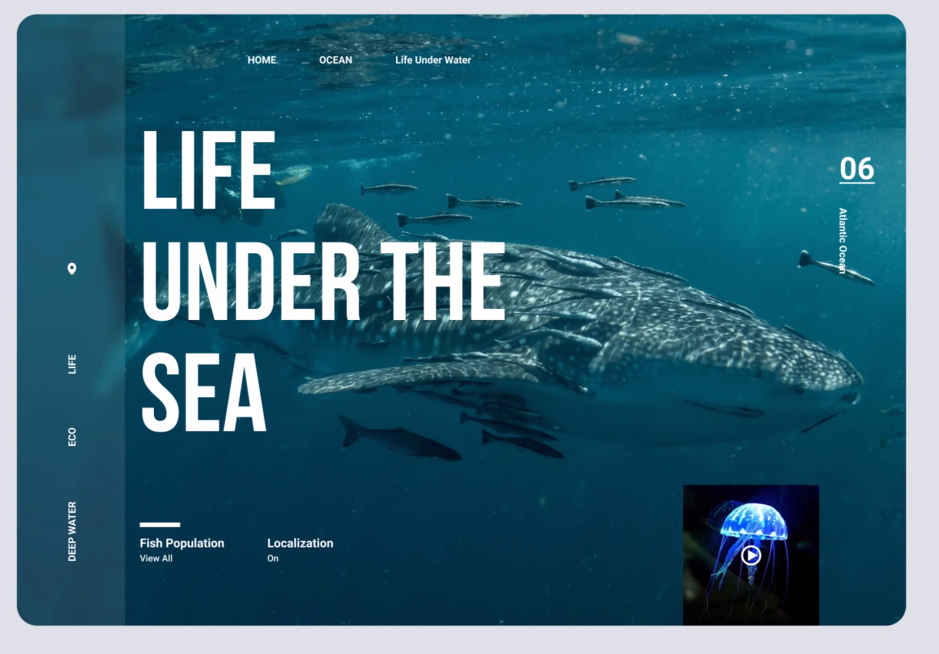 HOME OCEAN Life Under Water
LIFE
UNDER THE
SEA
06
Atlantic Ocean
LIFE
ECO
DEEP WATER
Fish Population Localization
View All On